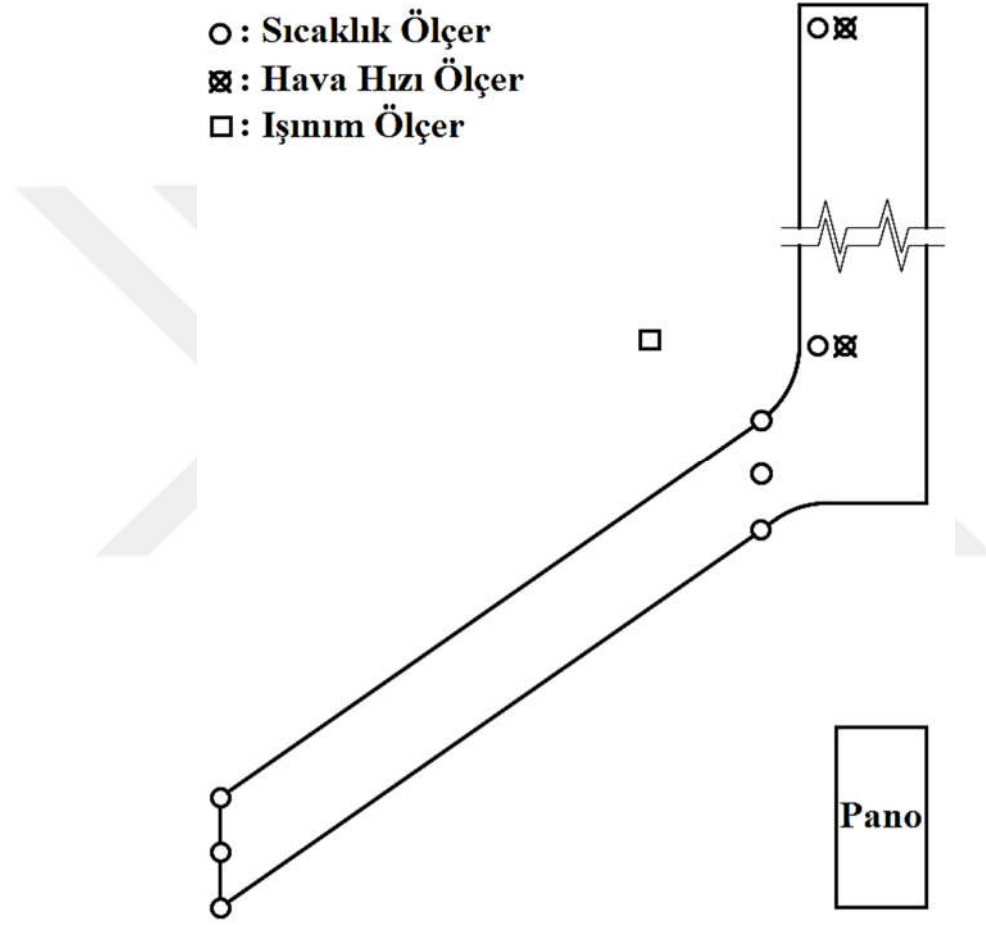 : Sıcaklık Ölçer
: Hava Hızı Ölçer
: Işınım Ölçer
Pano